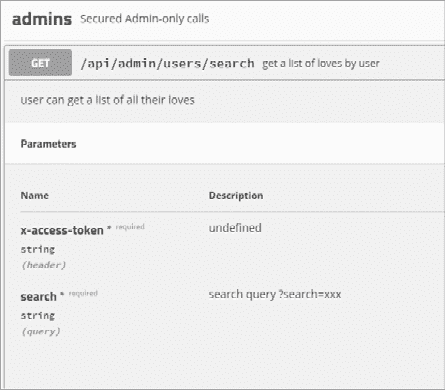 admins Secured Admin-only calls
GET /api/admin/users/search get a list of loves by user
user can get a list of all their loves
Parameters
Name Description
x-access-token * required undefined
string
(header)
search * required search query ?search=xxx
string
(query)